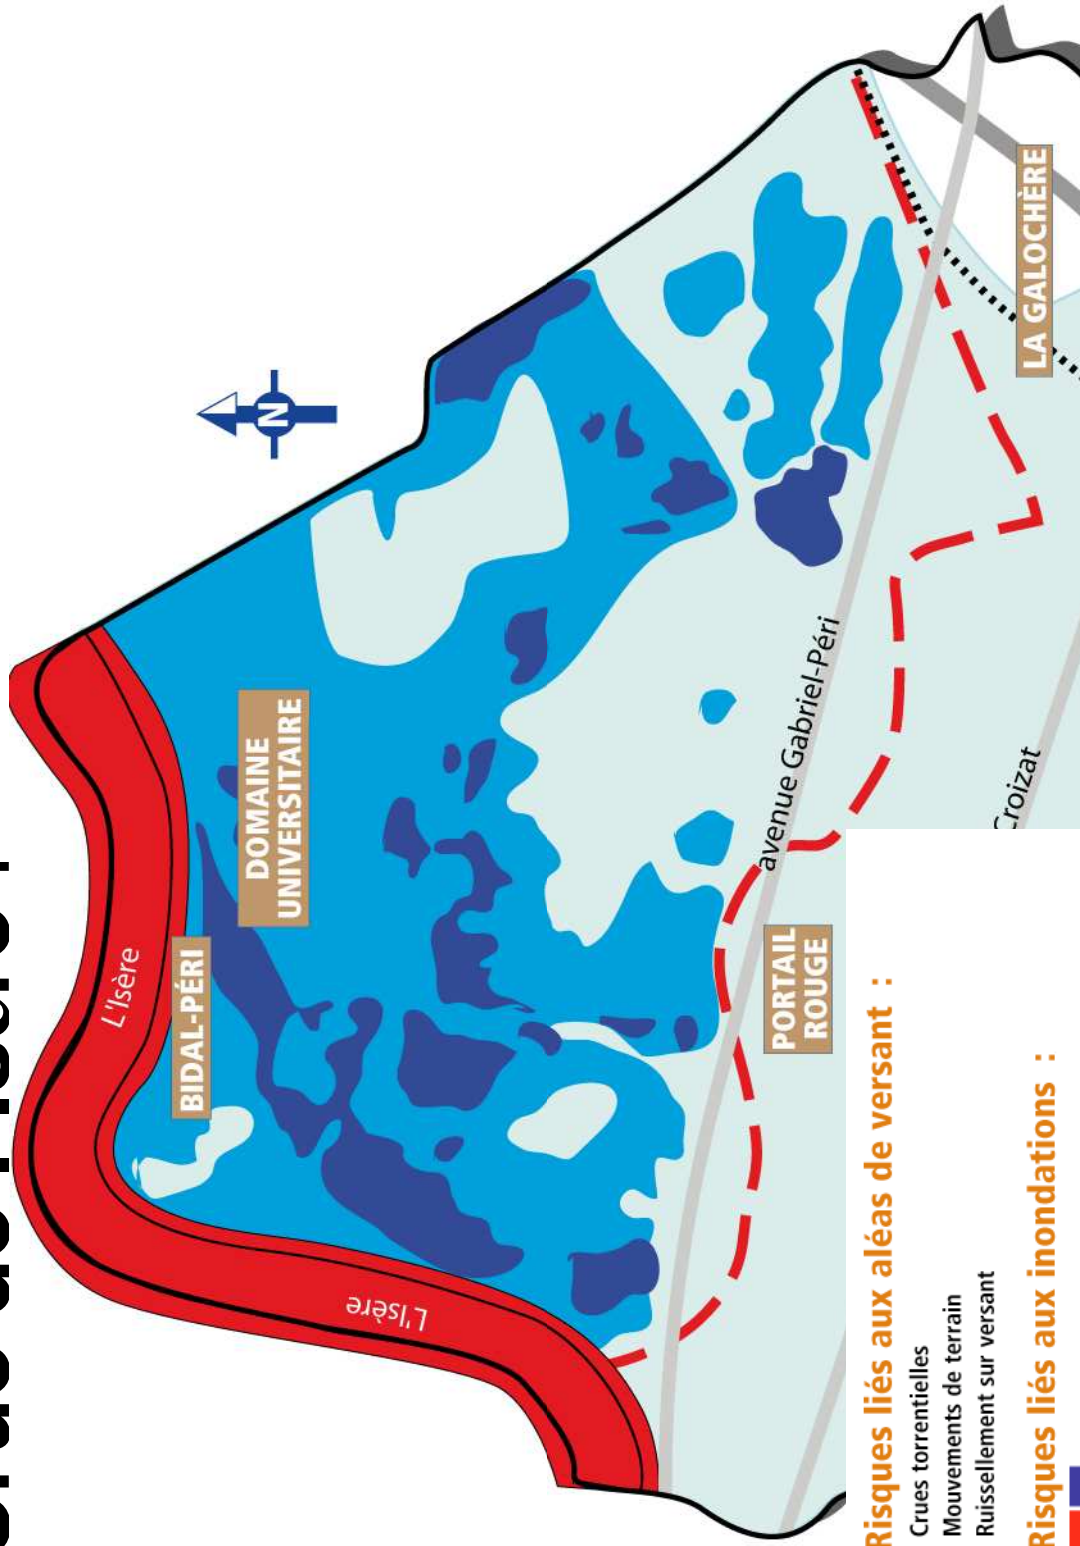 L'Isère
BIDAL-PÉRI
DOMAINE
UNIVERSITAIRE
L'Isère
N
avenue Gabriel-Péri
PORTAIL
ROUGE
LA GALOCHÈRE
Croizat
Risques liés aux aléas de versant :
Crues torrentielles
Mouvements de terrain
Ruissellement sur versant
Risques liés aux inondations :